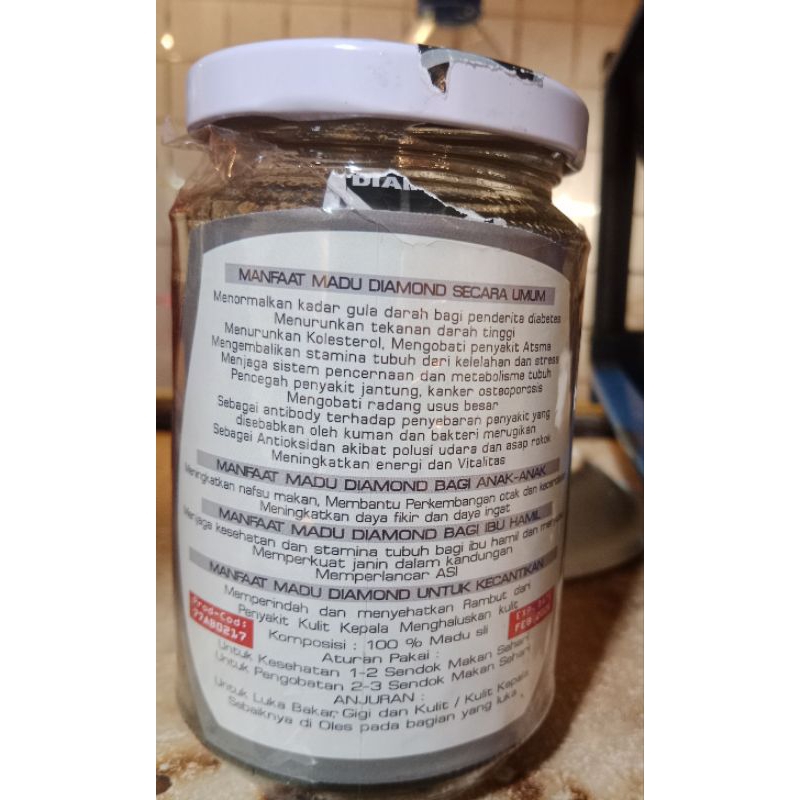 DIAM
MANFAAT MADU DIAMOND SECARA UMUM
Menormalkan kadar gula darah bagi penderita diabetes
Menurunkan tekanan darah tinggi
Menurunkan Kolesterol, Mengobati penyakit Atsma
Mengembalikan stamina tubuh dari kelelahan dan stress
Menjaga sistem pencernaan dan metabolisme tubuh
Pencegah penyakit jantung, kanker osteoporosis
Mengobati radang usus besar
Sebagai antibody terhadap penyebaran penyakit yang
disebabkan oleh kuman dan bakteri merugikan
Sebagai Antioksidan akibat polusi udara dan asap rokok
Meningkatkan energi dan Vitalitas
MANFAAT MADU DIAMOND BAGI ANAK-ANAK
Meningkatkan nafsu makan, Membantu Perkembangan otak dan
Meningkatkan daya fikir dan daya ingat
MANFAAT MADU DIAMOND BAGI IBU HAMIL
Menjaga kesehatan dan stamina tubuh bagi ibu hamil dan
Memperkuat janin dalam kandungan
Memperlancar ASI
MANFAAT MADU DIAMOND UNTUK KECANTIKAN
Memperindah dan menyehatkan Rambut dari
Penyakit Kulit Kepala Menghaluskan kulit
Prod-Cod:
77AB0217
FEB
Komposisi : 100 % Madu sli
Aturan Pakai :
Untuk Kesehatan 1-2 Sendok Makan Sehari
Untuk Pengobatan 2-3 Sendok Makan Sehari
ANJURAN :
Untuk Luka Bakar, Gigi dan Kulit / Kulit Kepala
Sebaiknya di Oles pada bagian yang luka